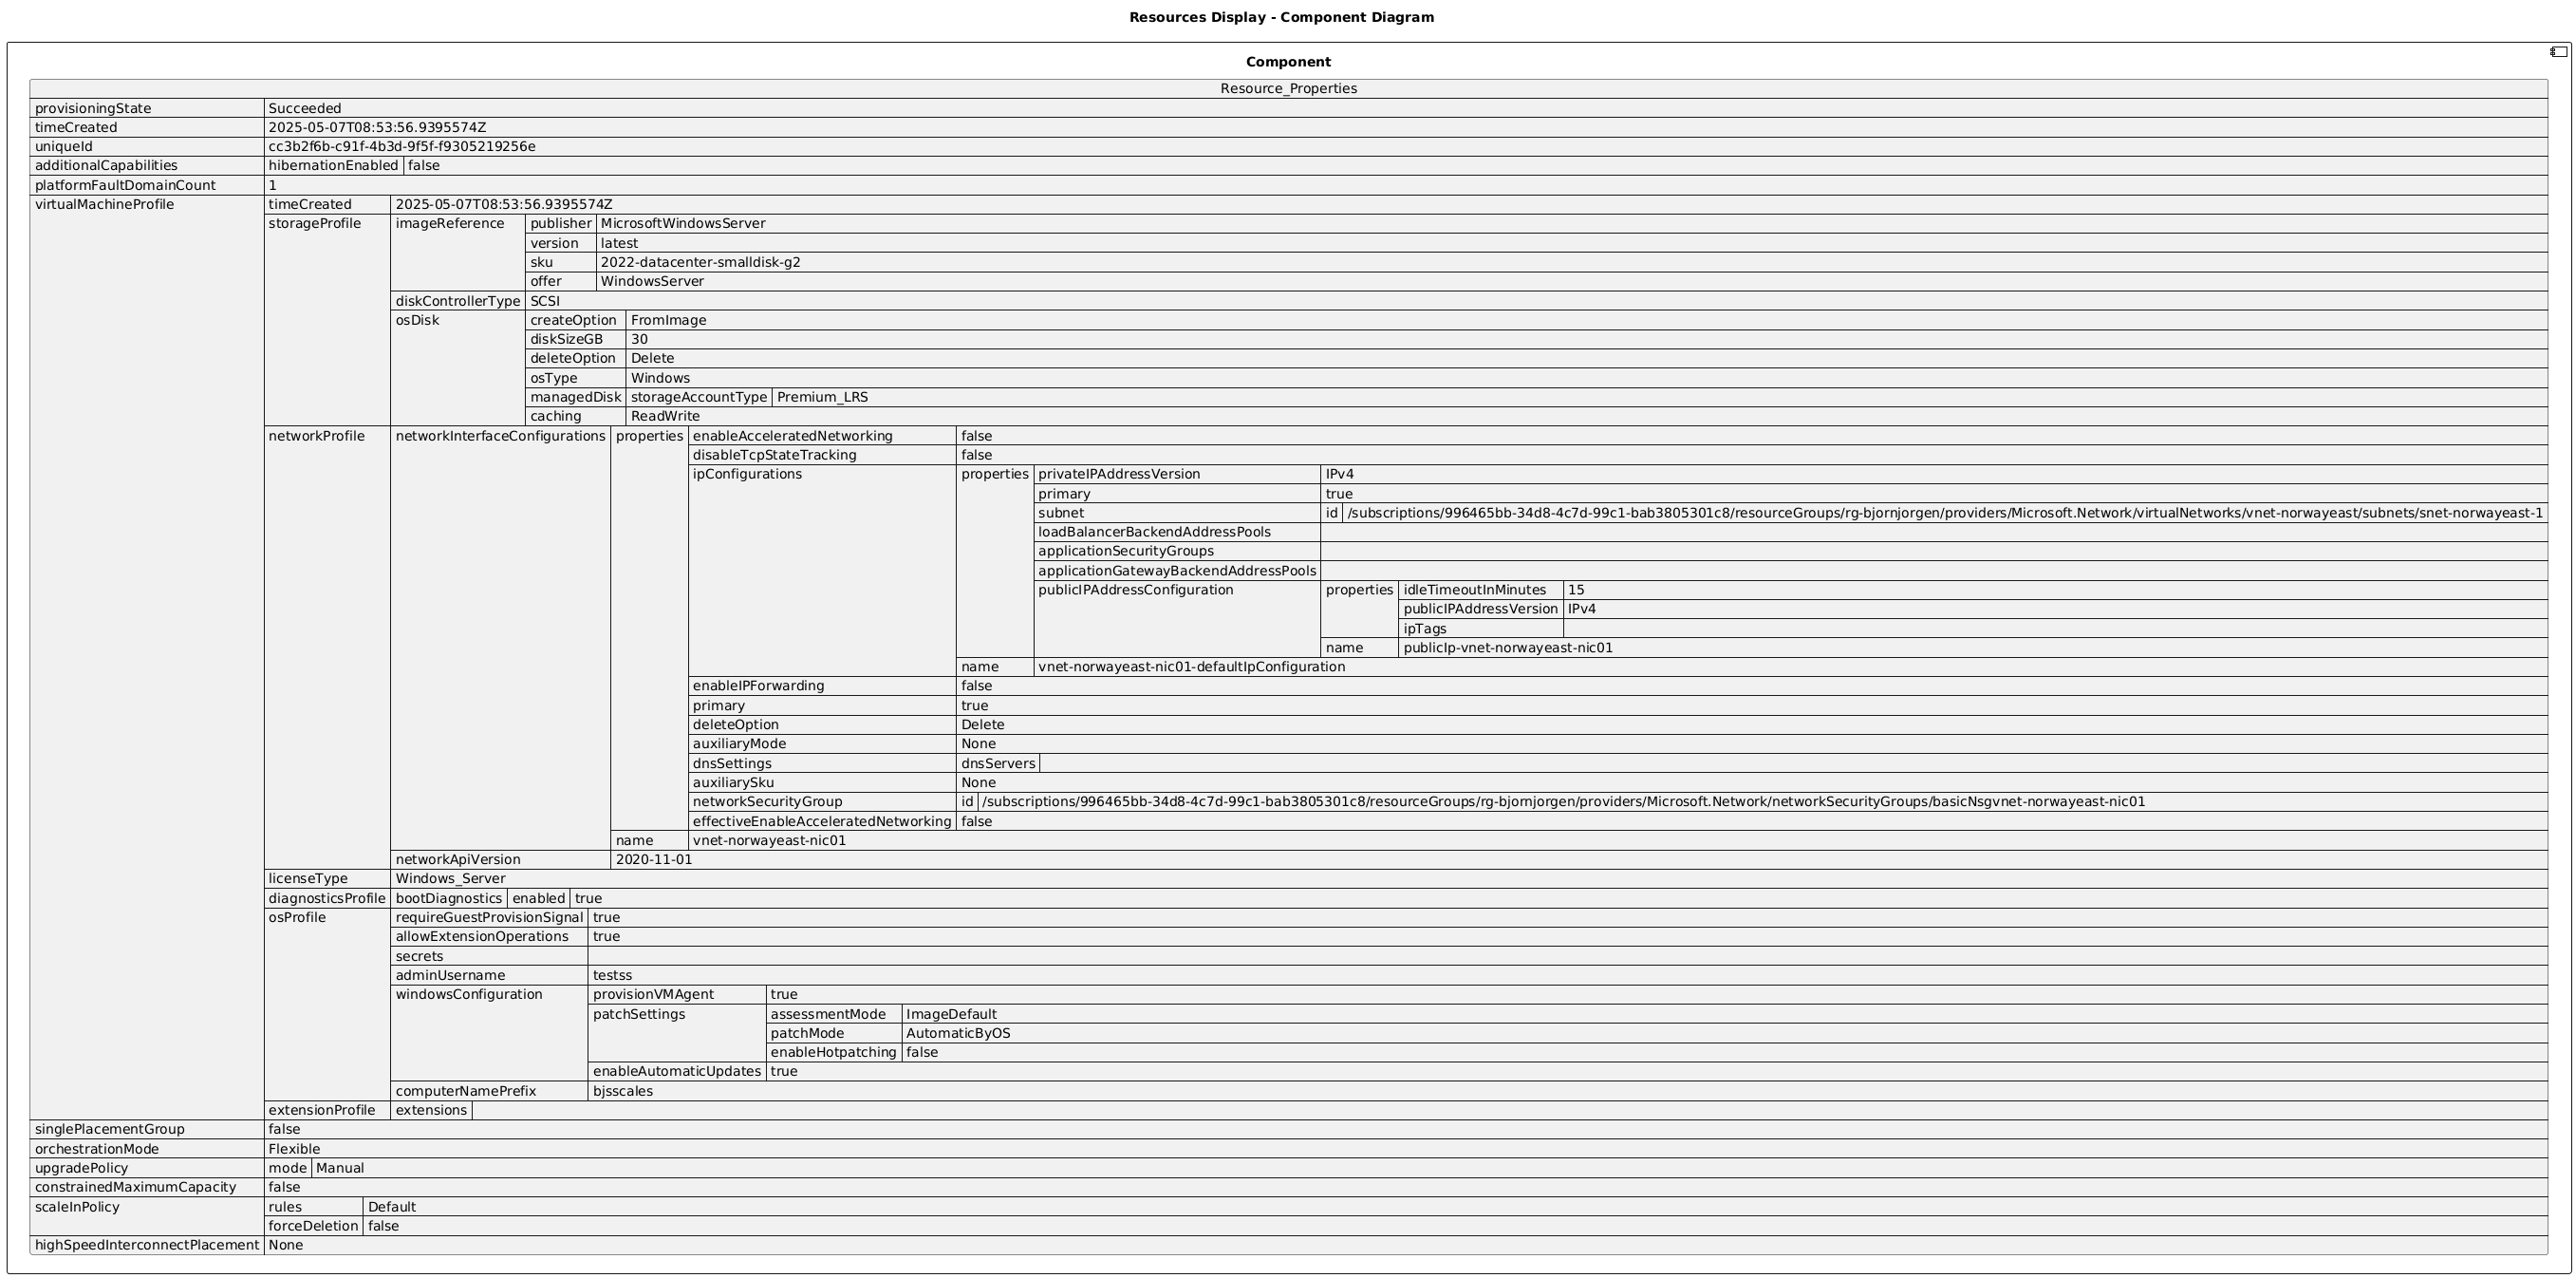 Resources Display - Component Diagram
Component
Resource_Properties
provisioningState Succeeded
timeCreated 2025-05-07T08:53:56.9395574Z
uniqueId cc3b2f6b-c91f-4b3d-9f5f-f9305219256e
additionalCapabilities hibernationEnabled false
platformFaultDomainCount 1
virtualMachineProfile timeCreated 2025-05-07T08:53:56.9395574Z
storageProfile imageReference publisher MicrosoftWindowsServer
version latest
sku 2022-datacenter-smalldisk-g2
offer WindowsServer
diskControllerType SCSI
osDisk createOption FromImage
diskSizeGB 30
deleteOption Delete
osType Windows
managedDisk storageAccountType Premium_LRS
caching ReadWrite
networkProfile networkInterfaceConfigurations properties enableAcceleratedNetworking false
disableTcpStateTracking false
ipConfigurations properties privateIPAddressVersion IPv4
primary true
subnet id /subscriptions/996465bb-34d8-4c7d-99c1-bab3805301c8/resourceGroups/rg-bjornjorgen/providers/Microsoft.Network/virtualNetworks/vnet-norwayeast/subnets/snet-norwayeast-1
loadBalancerBackendAddressPools
applicationSecurityGroups
applicationGatewayBackendAddressPools
publicIPAddressConfiguration properties idleTimeoutInMinutes 15
publicIPAddressVersion IPv4
ipTags
name publicIp-vnet-norwayeast-nic01
name vnet-norwayeast-nic01-defaultIpConfiguration
enableIPForwarding false
primary true
deleteOption Delete
auxiliaryMode None
dnsSettings dnsServers
auxiliarySku None
networkSecurityGroup id /subscriptions/996465bb-34d8-4c7d-99c1-bab3805301c8/resourceGroups/rg-bjornjorgen/providers/Microsoft.Network/networkSecurityGroups/basicNsgvnet-norwayeast-nic01
effectiveEnableAcceleratedNetworking false
name vnet-norwayeast-nic01
networkApiVersion 2020-11-01
licenseType Windows_Server
diagnosticsProfile bootDiagnostics enabled true
osProfile requireGuestProvisionSignal true
allowExtensionOperations true
secrets
adminUsername testss
windowsConfiguration provisionVMAgent true
patchSettings assessmentMode ImageDefault
patchMode AutomaticByOS
enableHotpatching false
enableAutomaticUpdates true
computerNamePrefix bjsscales
extensionProfile extensions
singlePlacementGroup false
orchestrationMode Flexible
upgradePolicy mode Manual
constrainedMaximumCapacity false
scaleInPolicy rules Default
forceDeletion false
highSpeedInterconnectPlacement None